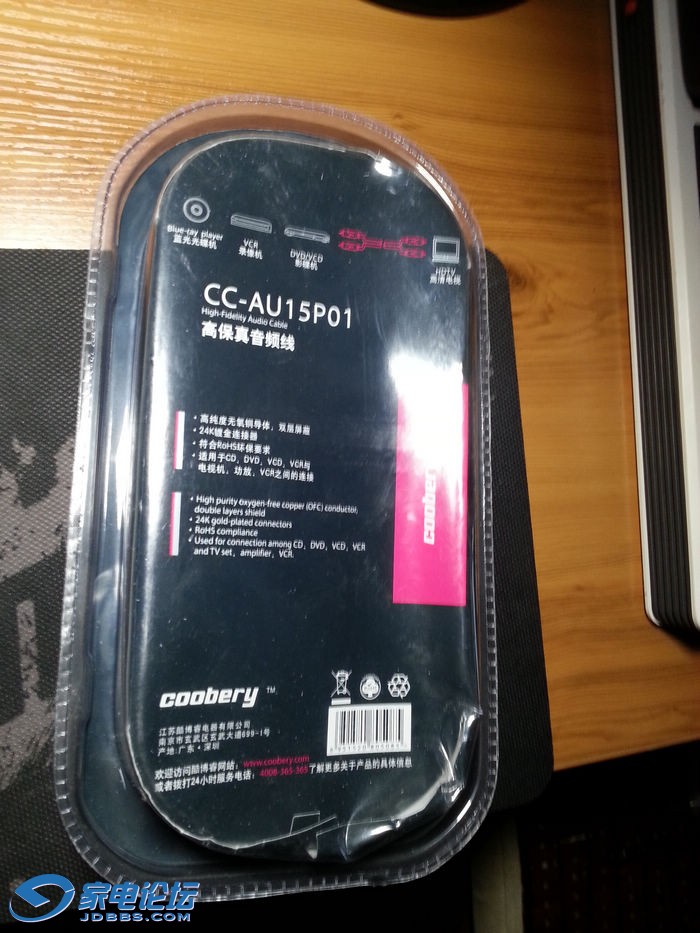 Blue-ray player
蓝光光碟机
VCR
录像机
DVD/VCD
影碟机
HDTV
高清电视
CC-AU15P01
High-Fidelity Audio Cable
高保真音频线
• 高纯度无氧铜导体，双层屏蔽
• 24K镀金连接器
• 符合RoHS环保要求
• 适用于CD、DVD、VCD、VCR与
电视机，功放，VCR之间的连接
• High purity oxygen-free copper (OFC) conductor,
double layers shield
• 24K gold-plated connectors
• RoHS compliance
• Used for connection among CD, DVD, VCD, VCR
and TV set, amplifier, VCR.
coobery
coobery TM
江苏酷博睿电器有限公司
南京市玄武区玄武大道699-1号
产地:广东·深圳
欢迎访问酷博睿网站：www.coobery.com
或者拨打24小时服务电话：4008-365-365了解更多关于产品的具体信息
家电论坛
JDBBS.COM